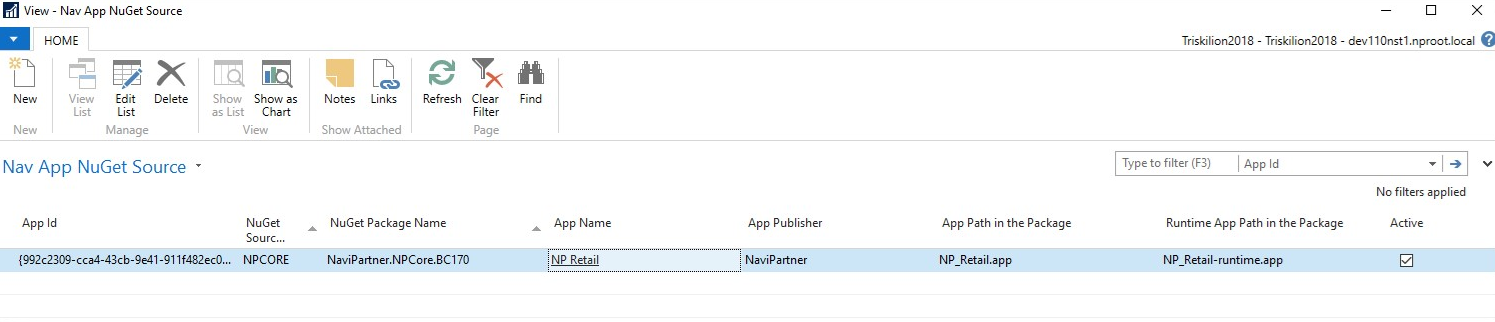 View - Nav App NuGet Source
HOME
Triskilion2018 - Triskilion2018 - dev110nst1.nproot.local
New
View List
Edit List
Delete
Show as List
Show as Chart
Notes
Links
Refresh
Clear Filter
Find
New
Manage
View
Show Attached
Page
Nav App NuGet Source
Type to filter (F3)
App Id
No filters applied
App Id
NuGet Sourc...
NuGet Package Name
App Name
App Publisher
App Path in the Package
Runtime App Path in the Package
Active
{992c2309-cca4-43cb-9e41-911f482ec0...
NPCORE
NaviPartner.NPCore.BC170
NP Retail
NaviPartner
NP_Retail.app
NP_Retail-runtime.app